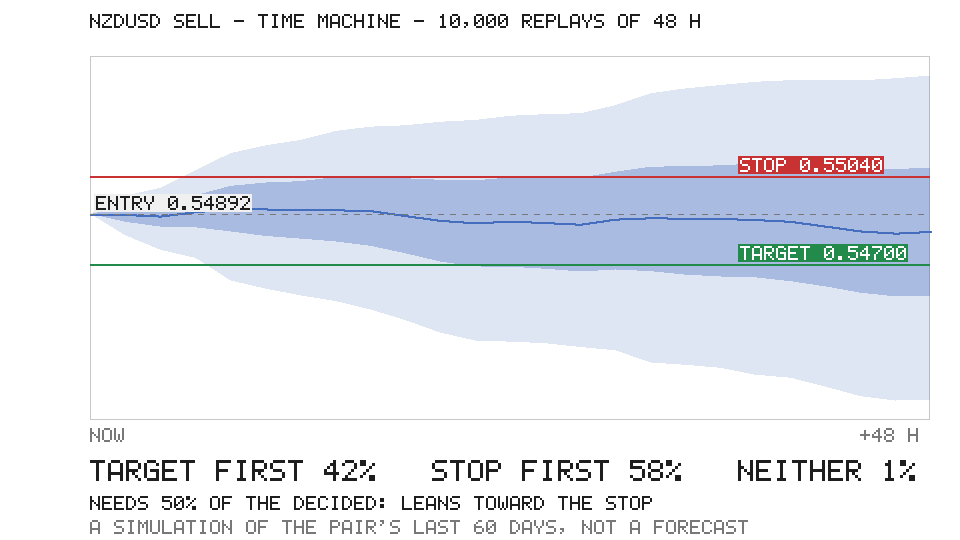 NZDUSD SELL – TIME MACHINE – 10,000 REPLAYS OF 48 H
STOP 0.55040
ENTRY 0.54892
TARGET 0.54700
NOW +48 H
TARGET FIRST 42% STOP FIRST 58% NEITHER 1%
NEEDS 50% OF THE DECIDED: LEANS TOWARD THE STOP
A SIMULATION OF THE PAIR'S LAST 60 DAYS, NOT A FORECAST